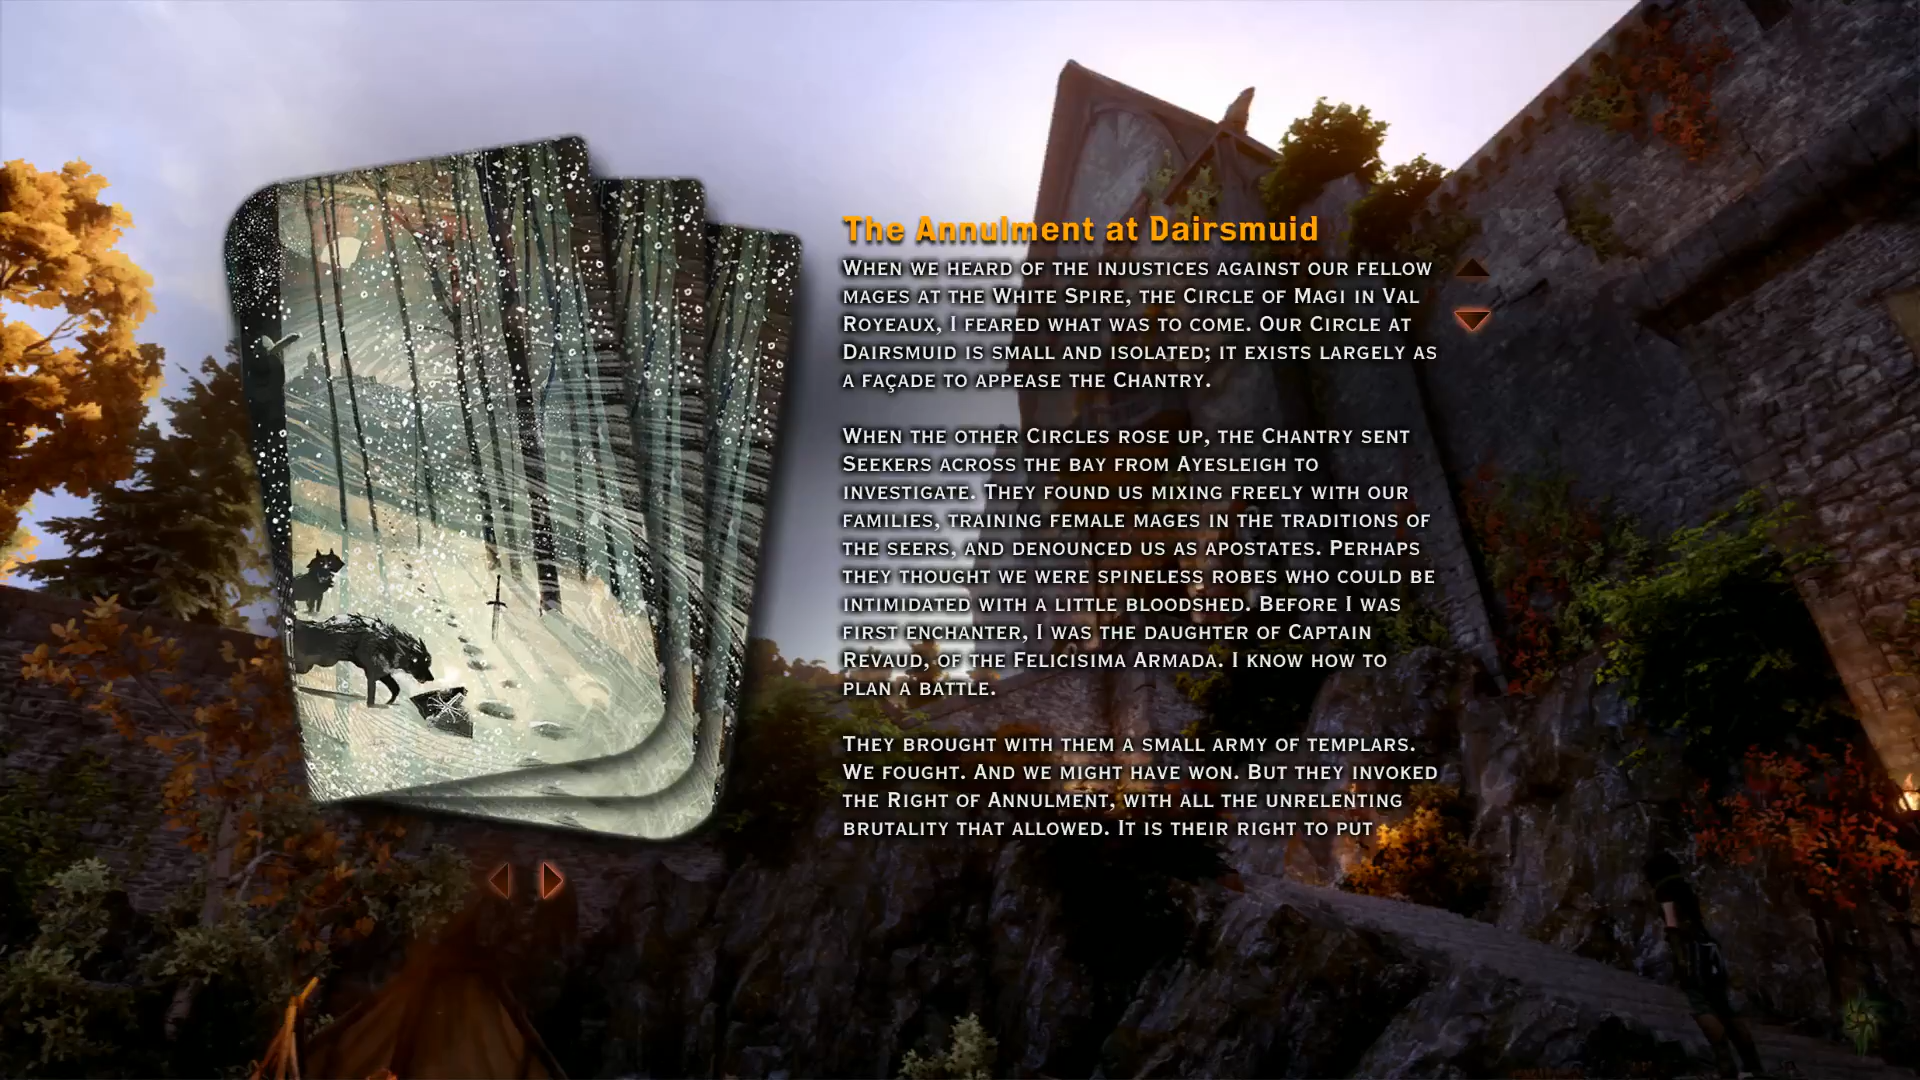 The Annulment at Dairsmuid
When we heard of the injustices against our fellow
mages at the White Spire, the Circle of Magi in Val
Royeaux, I feared what was to come. Our Circle at
Dairsmuid is small and isolated; it exists largely as
a façade to appease the Chantry.
When the other Circles rose up, the Chantry sent
Seekers across the bay from Ayesleigh to
investigate. They found us mixing freely with our
families, training female mages in the traditions of
the seers, and denounced us as apostates. Perhaps
they thought we were spineless robes who could be
intimidated with a little bloodshed. Before I was
first enchanter, I was the daughter of Captain
Revaud, of the Felicisima Armada. I know how to
plan a battle.
They brought with them a small army of templars.
We fought. And we might have won. But they invoked
the Right of Annulment, with all the unrelenting
brutality that allowed. It is their right to put